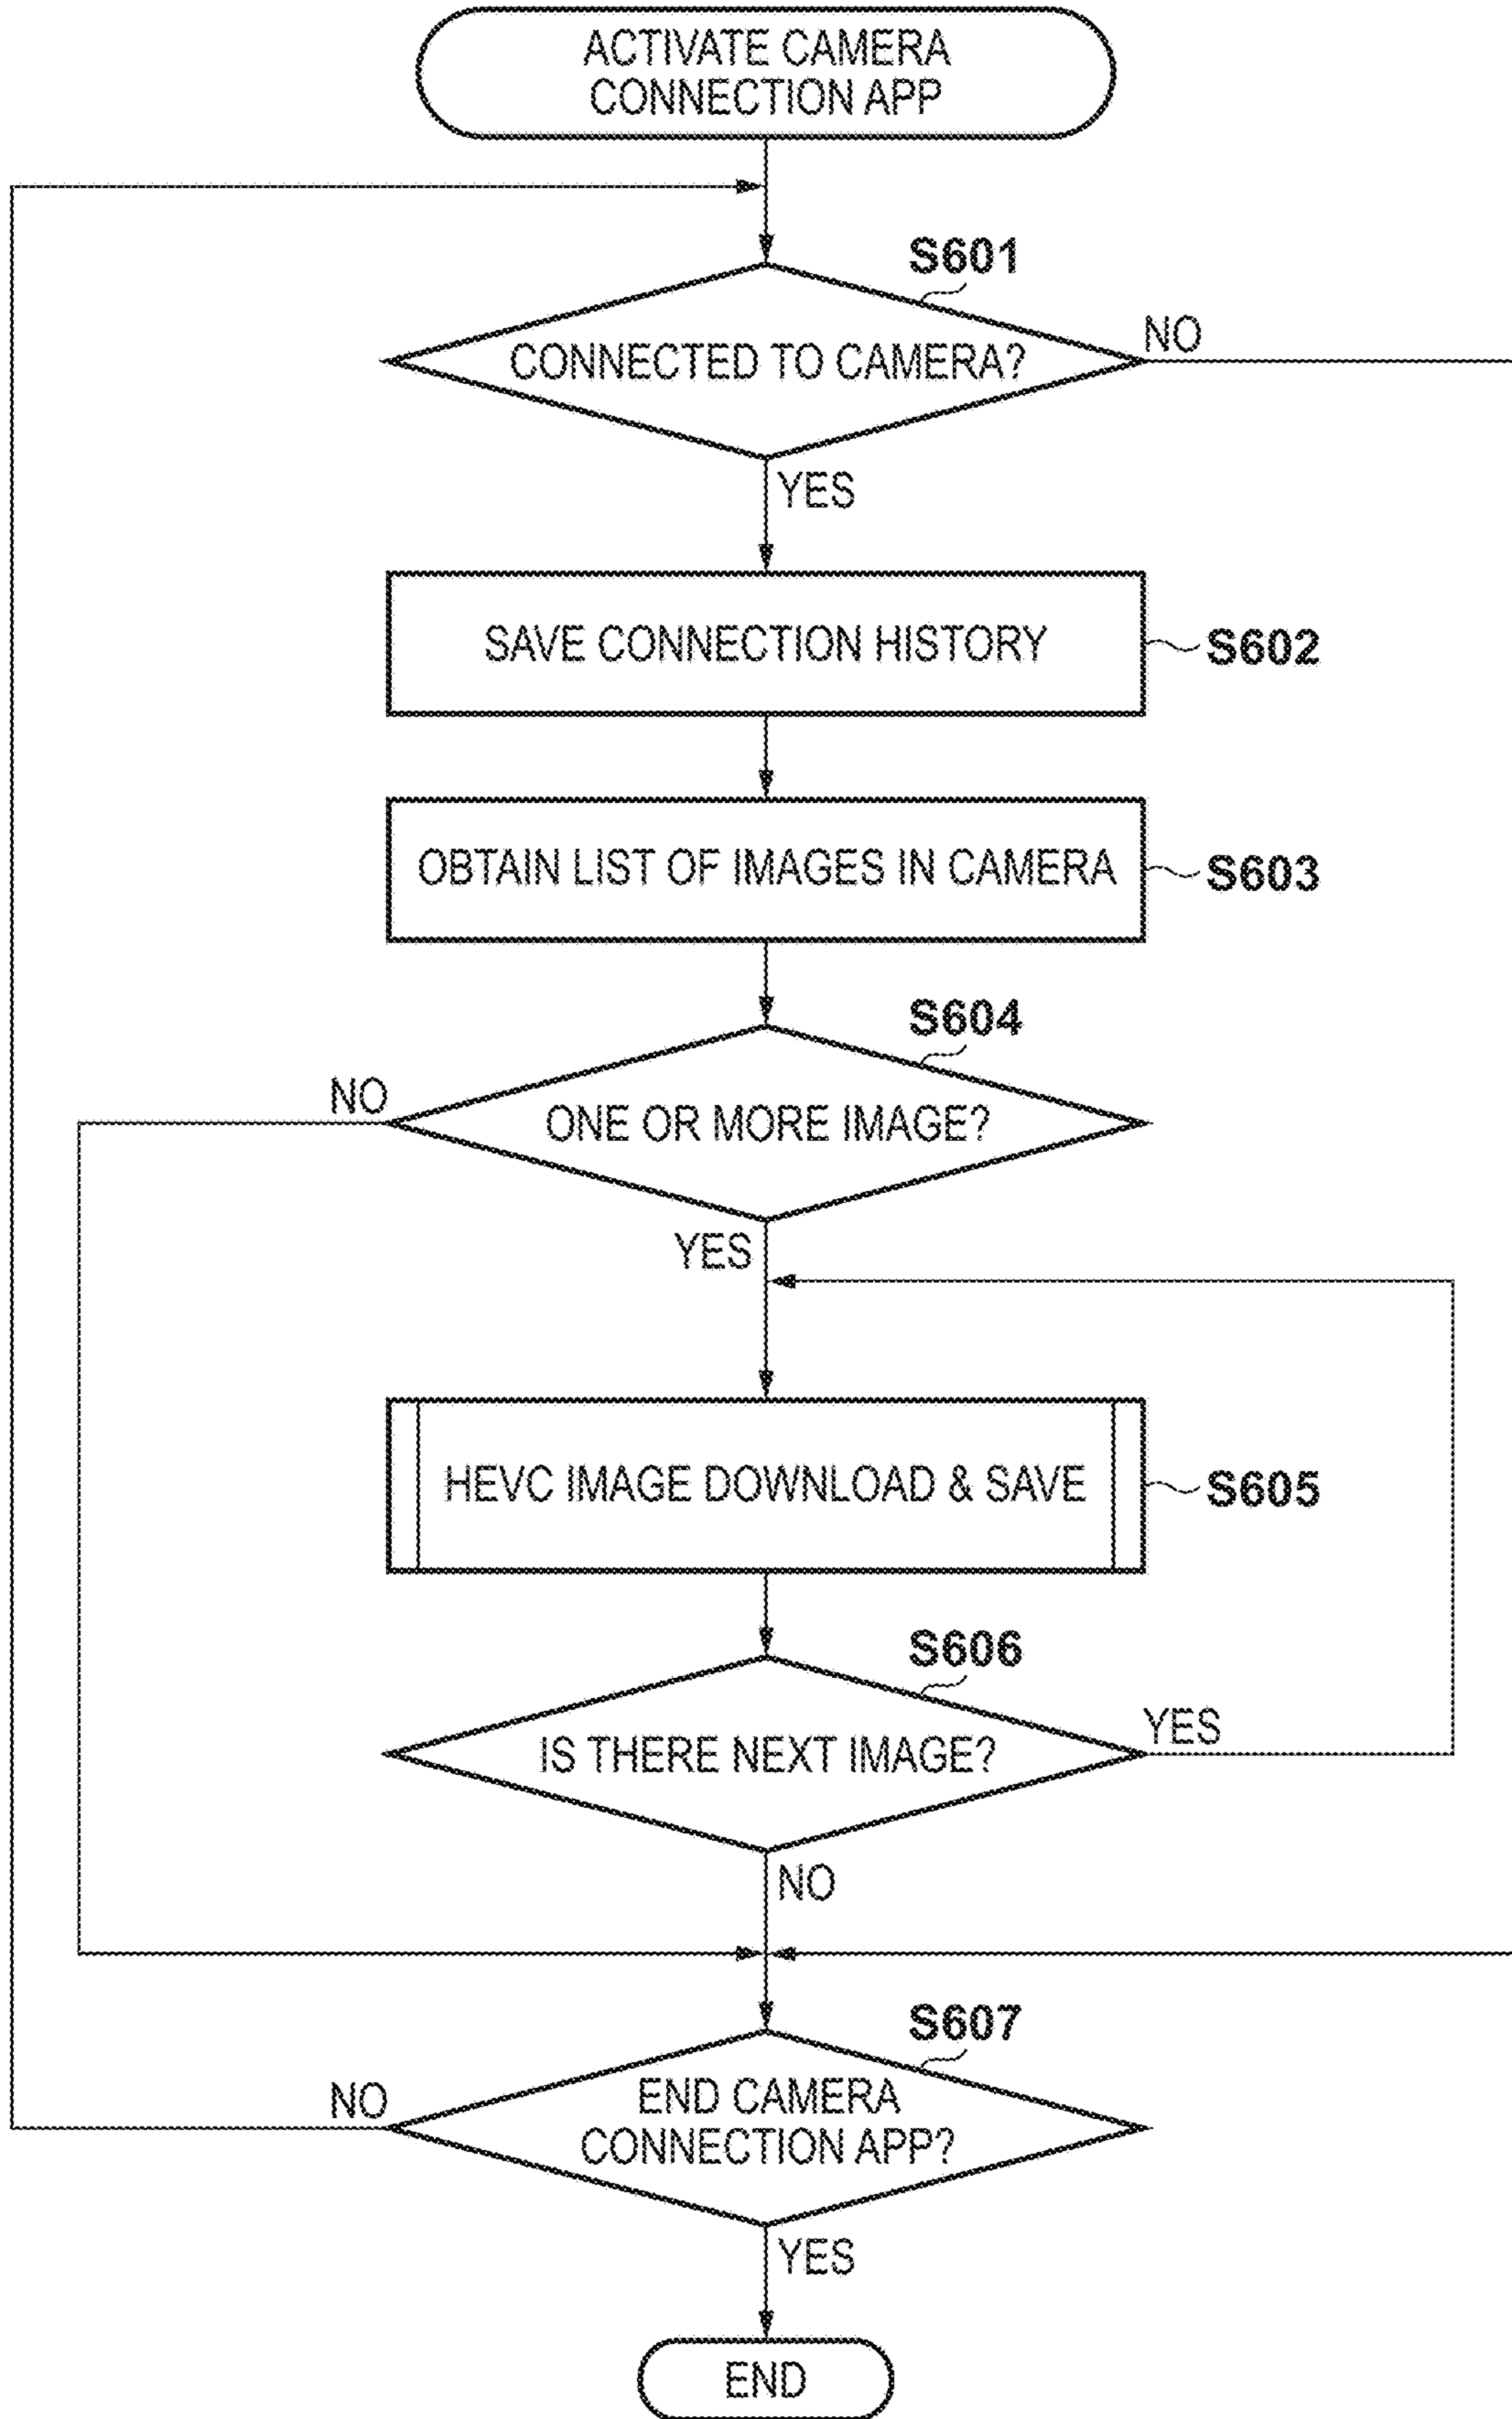 ACTIVATE CAMERA
CONNECTION APP
S601
CONNECTED TO CAMERA?
NO
YES
SAVE CONNECTION HISTORY
S602
OBTAIN LIST OF IMAGES IN CAMERA
S603
S604
NO
ONE OR MORE IMAGE?
YES
HEVC IMAGE DOWNLOAD & SAVE
S605
S606
IS THERE NEXT IMAGE?
YES
NO
S607
NO
END CAMERA
CONNECTION APP?
YES
END